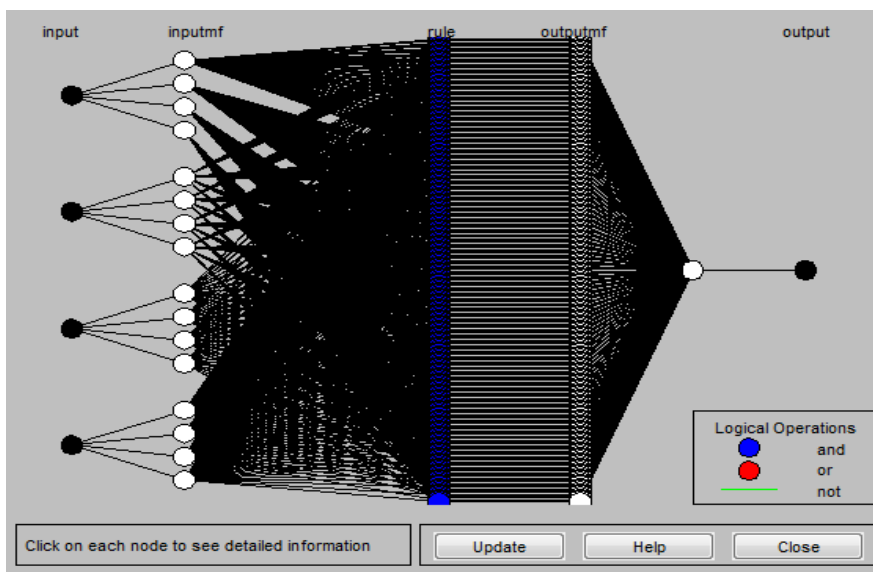 input inputmf rule outputmf output
Logical Operations
and
or
not
Click on each node to see detailed information
Update Help Close